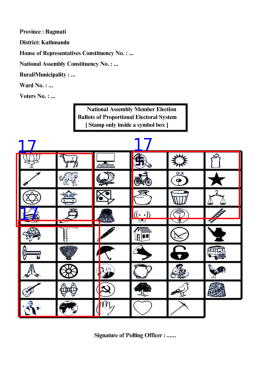 Province : Bagmati
District: Kathmandu
House of Representatives Constituency No. : ...
National Assembly Constituency No. : ...
Rural/Municipality : ...
Ward No. : ...
Voters No. : ...
National Assembly Member Election
Ballots of Proportional Electoral System
[ Stamp only inside a symbol box ]
17
17
17
Signature of Polling Officer : ......